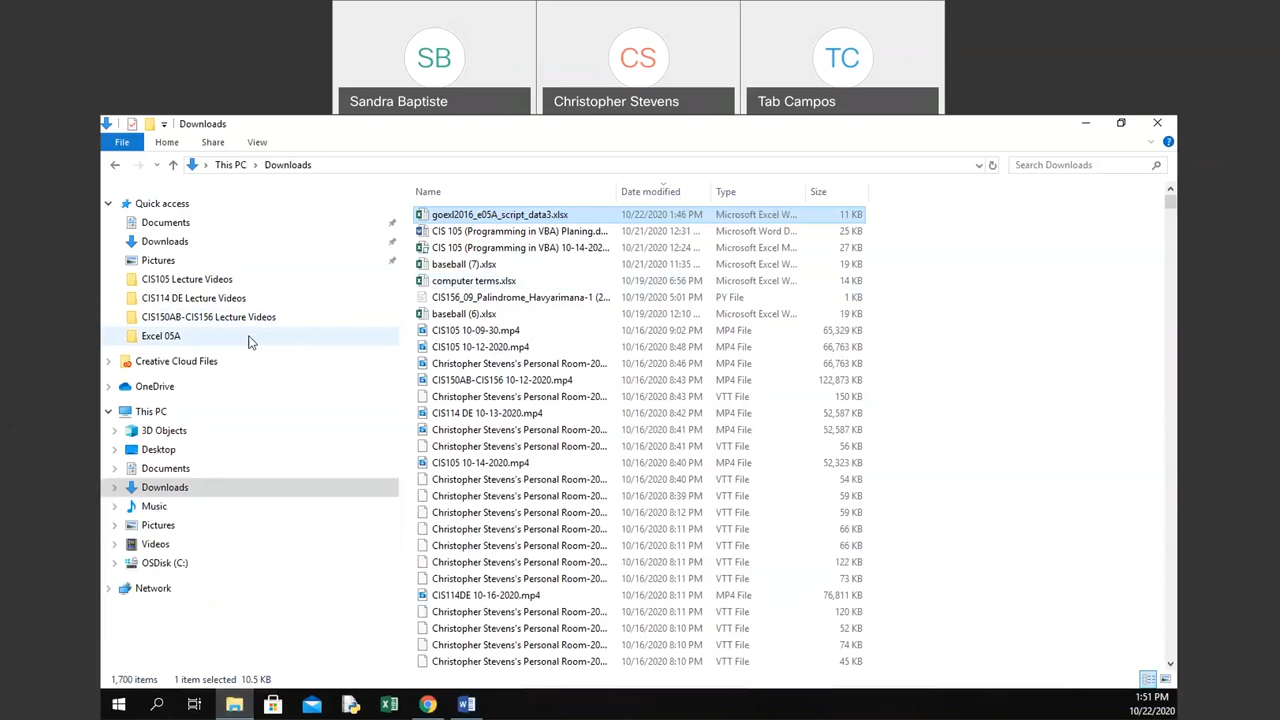 SB CS TC
Sandra Baptiste Christopher Stevens Tab Campos
Downloads
File Home Share View
This PC > Downloads Search Downloads
Name Date modified Type Size
Quick access
Documents
Downloads
Pictures
CIS105 Lecture Videos
CIS114 DE Lecture Videos
CIS150AB-CIS156 Lecture Videos
Excel 05A
Creative Cloud Files
OneDrive
This PC
3D Objects
Desktop
Documents
Downloads
Music
Pictures
Videos
OSDisk (C:)
Network
goexl2016_e05A_script_data3.xlsx 10/22/2020 1:46 PM Microsoft Excel W... 11 KB
CIS 105 (Programming in VBA) Planing.d... 10/21/2020 12:31 ... Microsoft Word D... 25 KB
CIS 105 (Programming in VBA) 10-14-202... 10/21/2020 12:24 ... Microsoft Excel M... 27 KB
baseball (7).xlsx 10/21/2020 11:35 ... Microsoft Excel W... 19 KB
computer terms.xlsx 10/19/2020 6:56 PM Microsoft Excel W... 14 KB
CIS156_09_Palindrome_Havyarimana-1 (2... 10/19/2020 5:01 PM PY File 1 KB
baseball (6).xlsx 10/19/2020 12:10 ... Microsoft Excel W... 19 KB
CIS105 10-09-30.mp4 10/16/2020 9:02 PM MP4 File 65,329 KB
CIS105 10-12-2020.mp4 10/16/2020 8:47 PM MP4 File 66,763 KB
Christopher Stevens's Personal Room-20... 10/16/2020 8:46 PM MP4 File 66,763 KB
CIS150AB-CIS156 10-12-2020.mp4 10/16/2020 8:43 PM MP4 File 122,873 KB
Christopher Stevens's Personal Room-20... 10/16/2020 8:43 PM VTT File 150 KB
CIS114 DE 10-13-2020.mp4 10/16/2020 8:42 PM MP4 File 52,587 KB
Christopher Stevens's Personal Room-20... 10/16/2020 8:41 PM MP4 File 52,587 KB
Christopher Stevens's Personal Room-20... 10/16/2020 8:41 PM VTT File 56 KB
CIS105 10-14-2020.mp4 10/16/2020 8:40 PM MP4 File 52,323 KB
Christopher Stevens's Personal Room-20... 10/16/2020 8:40 PM VTT File 54 KB
Christopher Stevens's Personal Room-20... 10/16/2020 8:39 PM VTT File 59 KB
Christopher Stevens's Personal Room-20... 10/16/2020 8:12 PM VTT File 59 KB
Christopher Stevens's Personal Room-20... 10/16/2020 8:11 PM VTT File 66 KB
Christopher Stevens's Personal Room-20... 10/16/2020 8:11 PM VTT File 66 KB
Christopher Stevens's Personal Room-20... 10/16/2020 8:11 PM VTT File 122 KB
Christopher Stevens's Personal Room-20... 10/16/2020 8:11 PM VTT File 73 KB
CIS114DE 10-16-2020.mp4 10/16/2020 8:11 PM MP4 File 76,811 KB
Christopher Stevens's Personal Room-20... 10/16/2020 8:11 PM VTT File 120 KB
Christopher Stevens's Personal Room-20... 10/16/2020 8:10 PM VTT File 52 KB
Christopher Stevens's Personal Room-20... 10/16/2020 8:10 PM VTT File 74 KB
Christopher Stevens's Personal Room-20... 10/16/2020 8:10 PM VTT File 45 KB
1,700 items 1 item selected 10.5 KB
1:51 PM
10/22/2020